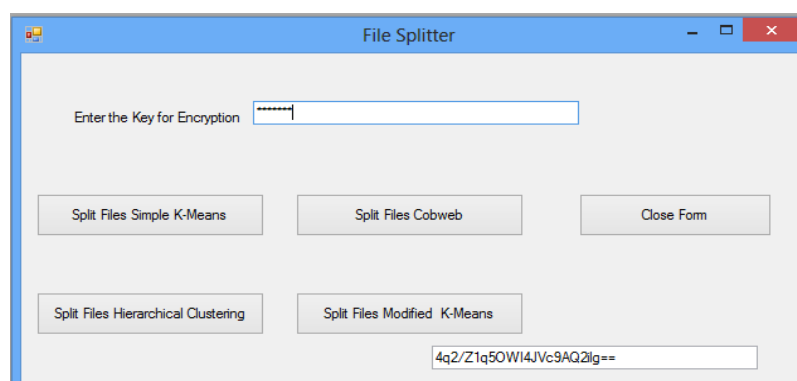 File Splitter
Enter the Key for Encryption *******
Split Files Simple K-Means Split Files Cobweb Close Form
Split Files Hierarchical Clustering Split Files Modified K-Means
4q2/Z1q5OWI4JVc9AQ2ilg==